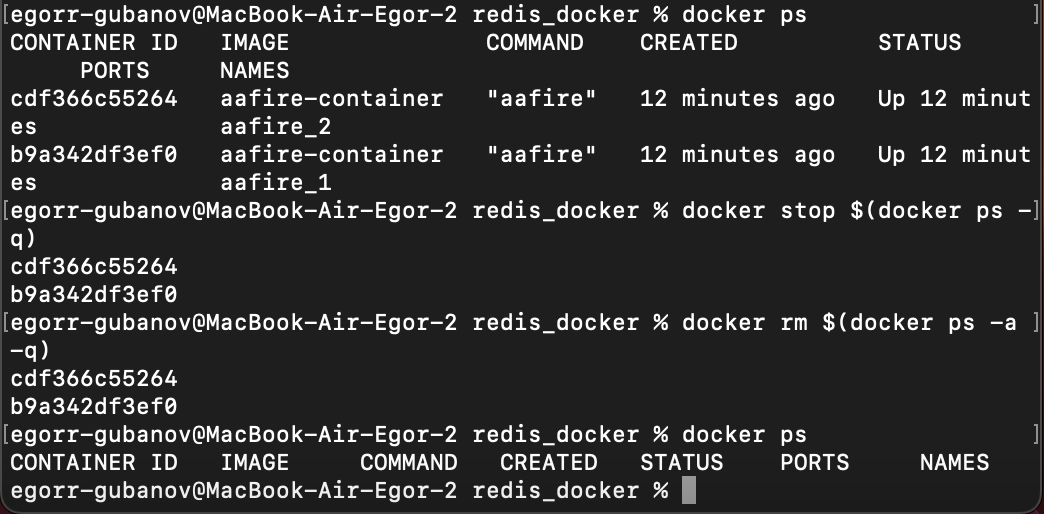 [egorr-gubanov@MacBook-Air-Egor-2 redis_docker % docker ps ]
CONTAINER ID   IMAGE              COMMAND    CREATED          STATUS
     PORTS     NAMES
cdf366c55264   aafire-container   "aafire"   12 minutes ago   Up 12 minut
es             aafire_2
b9a342df3ef0   aafire-container   "aafire"   12 minutes ago   Up 12 minut
es             aafire_1
[egorr-gubanov@MacBook-Air-Egor-2 redis_docker % docker stop $(docker ps -]
q)
cdf366c55264
b9a342df3ef0
[egorr-gubanov@MacBook-Air-Egor-2 redis_docker % docker rm $(docker ps -a ]
-q)
cdf366c55264
b9a342df3ef0
[egorr-gubanov@MacBook-Air-Egor-2 redis_docker % docker ps ]
CONTAINER ID   IMAGE     COMMAND   CREATED   STATUS    PORTS     NAMES
egorr-gubanov@MacBook-Air-Egor-2 redis_docker %